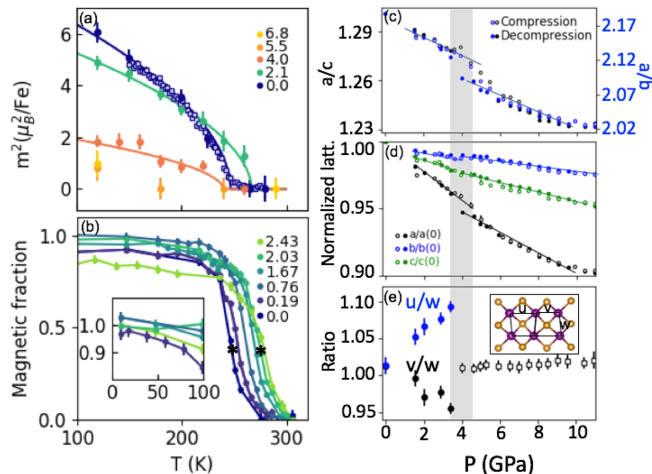 (a)
6.8
5.5
4.0
2.1
0.0
6
4
2
0
m²(μ²B/Fe)
(b)
2.43
2.03
1.67
0.76
0.19
0.0
1.0
0.5
0.0
Magnetic fraction
1.0
0.9
0
50
100
*
*
100
200
300
T (K)
(c)
Compression
Decompression
1.29
1.26
1.23
a/c
2.17
2.12
2.07
2.02
a/b
(d)
1.00
0.95
0.90
Normalized latt.
a/a(0)
b/b(0)
c/c(0)
(e)
u/w
v/w
u
v
w
1.10
1.05
1.00
0.95
Ratio
0
2
4
6
8
10
P (GPa)